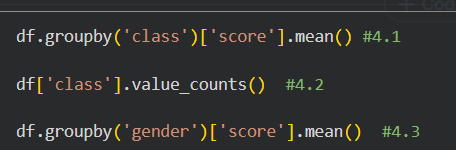 + Cod
df.groupby('class')['score'].mean() #4.1
df['class'].value_counts()  #4.2
df.groupby('gender')['score'].mean()  #4.3